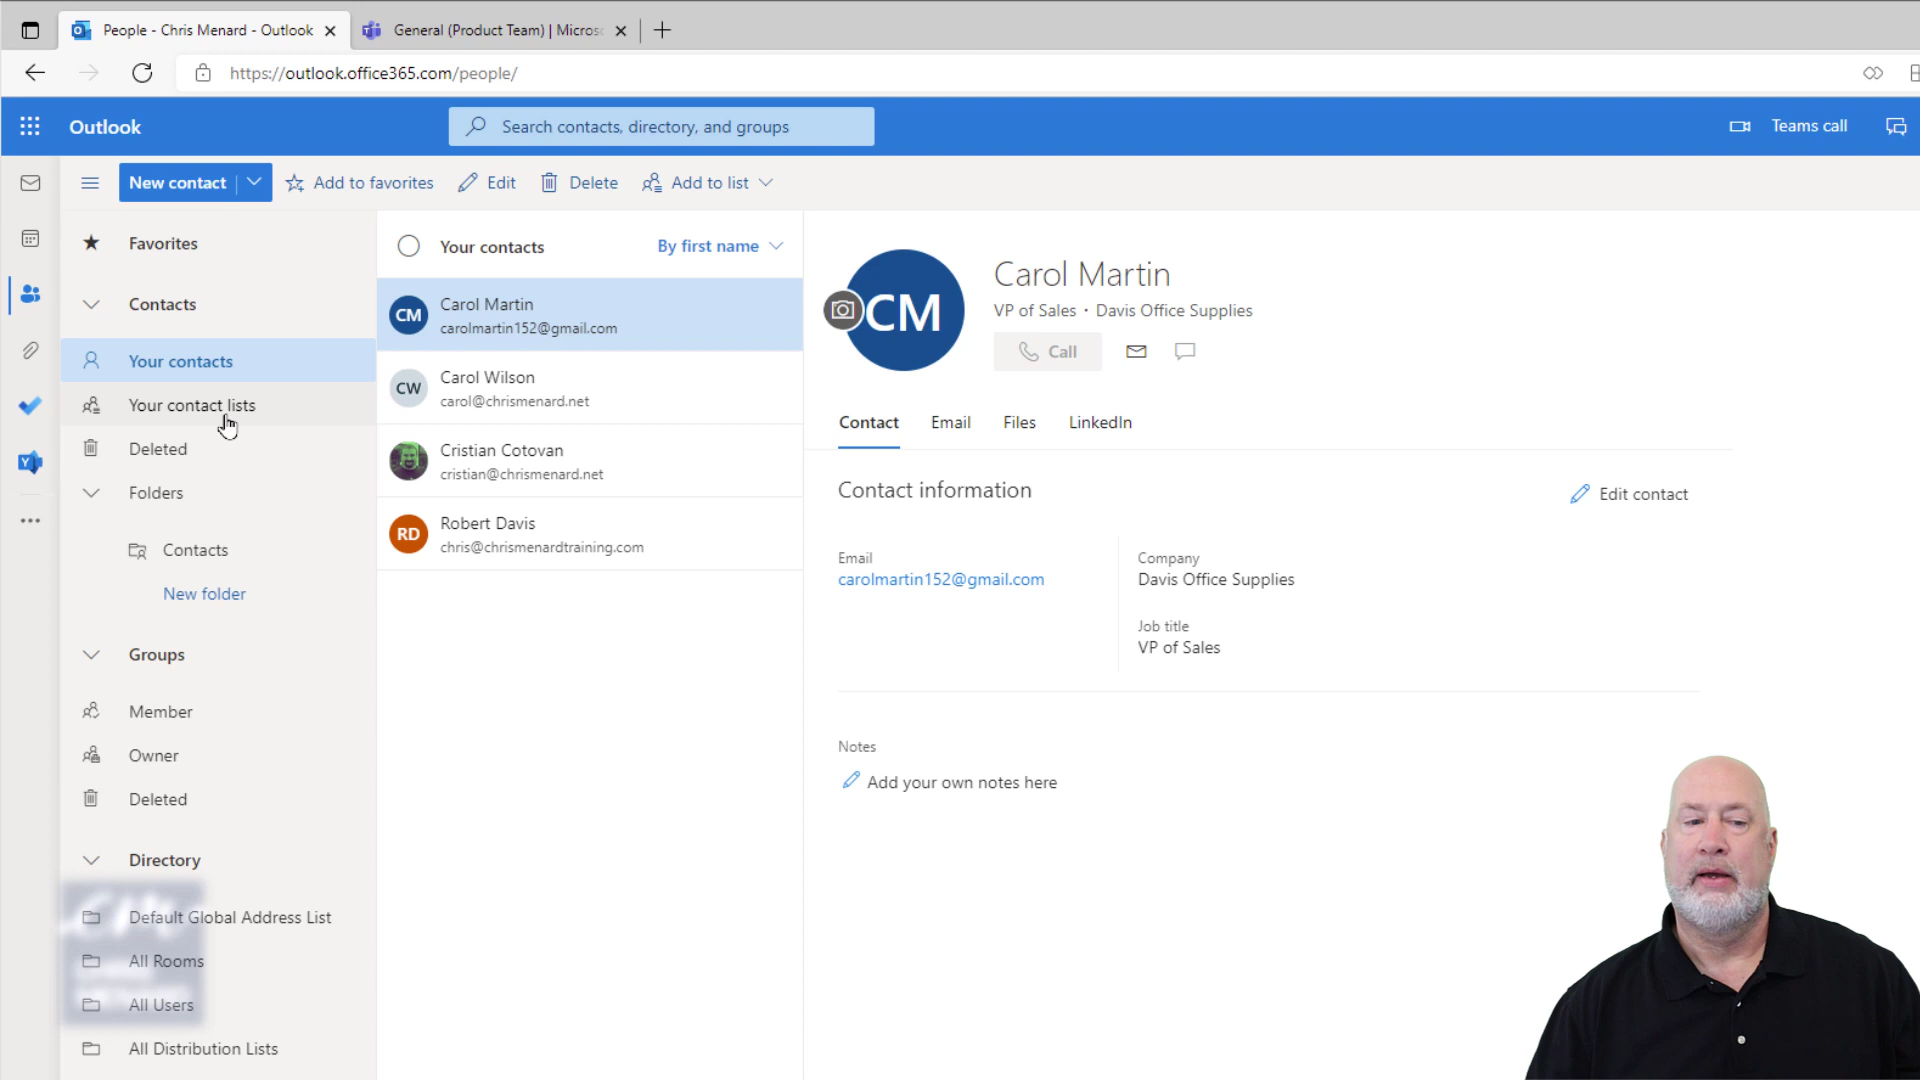 People - Chris Menard - Outlook
General (Product Team) | Micros
https://outlook.office365.com/people/
Outlook
Search contacts, directory, and groups
Teams call
New contact
Add to favorites
Edit
Delete
Add to list
Favorites
Contacts
Your contacts
Your contact lists
Deleted
Folders
Contacts
New folder
Groups
Member
Owner
Deleted
Directory
Default Global Address List
All Rooms
All Users
All Distribution Lists
Your contacts
By first name
CM
Carol Martin
carolmartin152@gmail.com
CW
Carol Wilson
carol@chrismenard.net
Cristian Cotovan
cristian@chrismenard.net
RD
Robert Davis
chris@chrismenardtraining.com
CM
Carol Martin
VP of Sales • Davis Office Supplies
Call
Contact
Email
Files
LinkedIn
Contact information
Edit contact
Email
carolmartin152@gmail.com
Company
Davis Office Supplies
Job title
VP of Sales
Notes
Add your own notes here